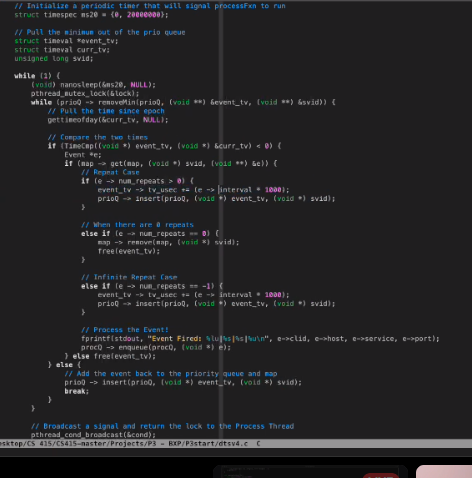 // Initialize a periodic timer that will signal processFxn to run
struct timespec ms20 = {0, 20000000};
// Pull the minimum out of the prio queue
struct timeval *event_tv;
struct timeval curr_tv;
unsigned long svid;
while (1) {
(void) nanosleep(&ms20, NULL);
pthread_mutex_lock(&lock);
while (prioQ -> removeMin(prioQ, (void **) &event_tv, (void **) &svid)) {
// Pull the time since epoch
gettimeofday(&curr_tv, NULL);
// Compare the two times
if (TimeCmp((void *) event_tv, (void *) &curr_tv) < 0) {
Event *e;
if (map -> get(map, (void *) svid, (void **) &e)) {
// Repeat Case
if (e -> num_repeats > 0) {
event_tv -> tv_usec += (e -> interval * 1000);
prioQ -> insert(prioQ, (void *) event_tv, (void *) svid);
}
// When there are 0 repeats
else if (e -> num_repeats == 0) {
map -> remove(map, (void *) svid);
free(event_tv);
}
// Infinite Repeat Case
else if (e -> num_repeats == -1) {
event_tv -> tv_usec += (e -> interval * 1000);
prioQ -> insert(prioQ, (void *) event_tv, (void *) svid);
}
// Process the Event!
fprintf(stdout, "Event Fired: %lu|%s|%s|%u\n", e->clid, e->host, e->service, e->port);
procQ -> enqueue(procQ, (void *) e);
} else free(event_tv);
} else {
// Add the event back to the priority queue and map
prioQ -> insert(prioQ, (void *) event_tv, (void *) svid);
break;
}
}
// Broadcast a signal and return the lock to the Process Thread
pthread_cond_broadcast(&cond);
esktop/CS 415/CS415-master/Projects/P3 - BXP/P3start/dtsv4.c C